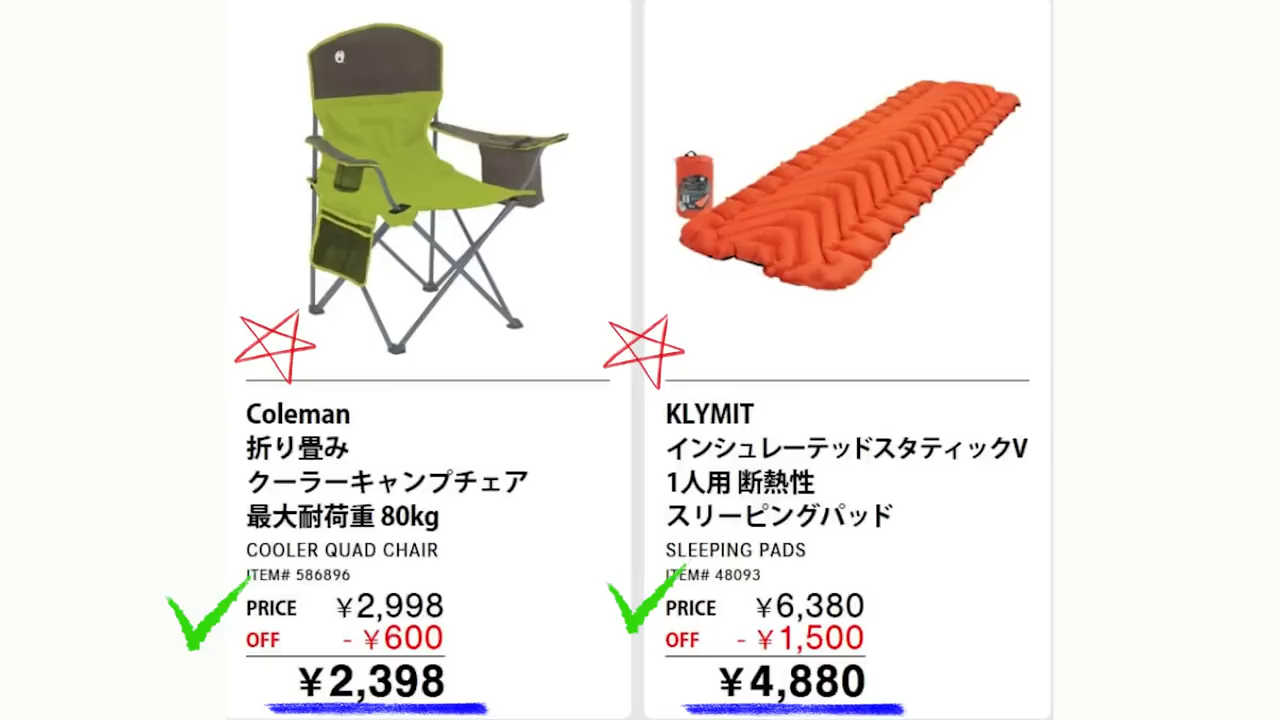 Coleman
折り畳み
クーラーキャンプチェア
最大耐荷重 80kg
COOLER QUAD CHAIR
ITEM# 586896
PRICE ¥2,998
OFF - ¥600
¥2,398
KLYMIT
インシュレーテッドスタティックV
1人用 断熱性
スリーピングパッド
SLEEPING PADS
ITEM# 48093
PRICE ¥6,380
OFF - ¥1,500
¥4,880